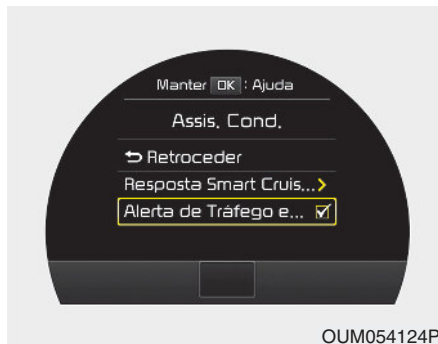 Manter OK : Ajuda
Assis. Cond.
Retroceder
Resposta Smart Cruis...
Alerta de Tráfego e...
OUM054124P